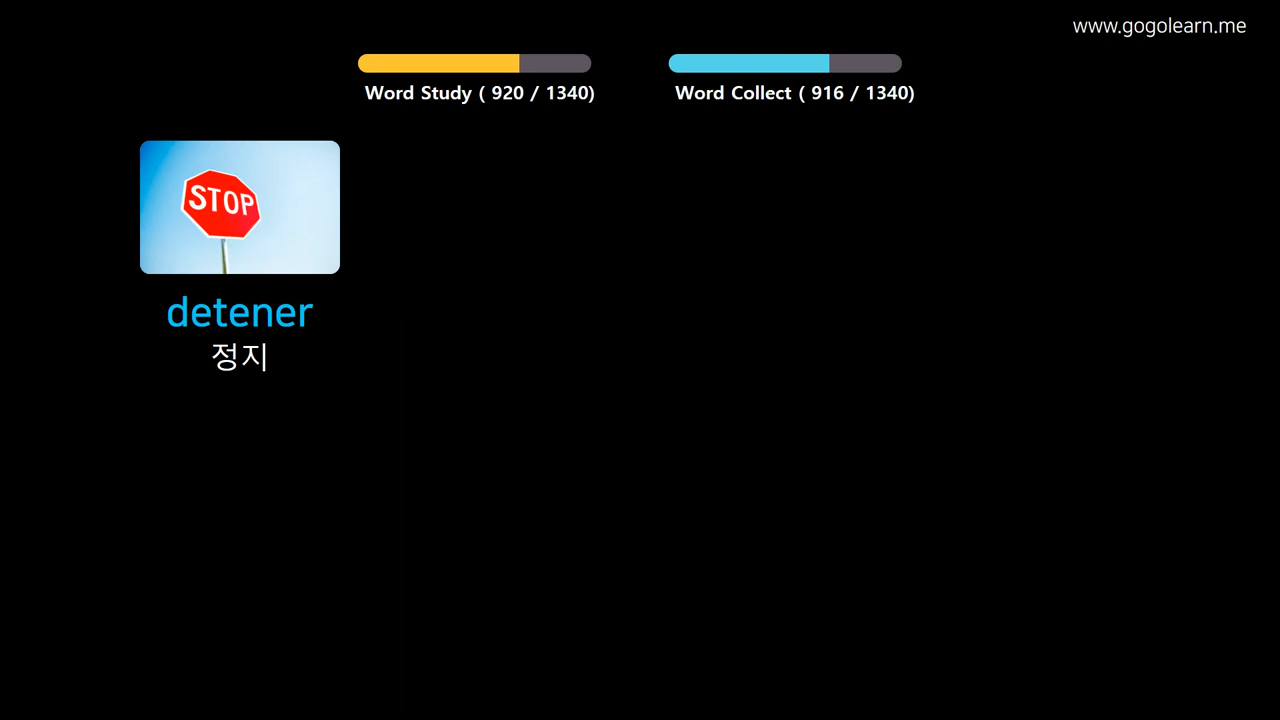 www.gogolearn.me
Word Study ( 920 / 1340)
Word Collect ( 916 / 1340)
STOP
detener
정지